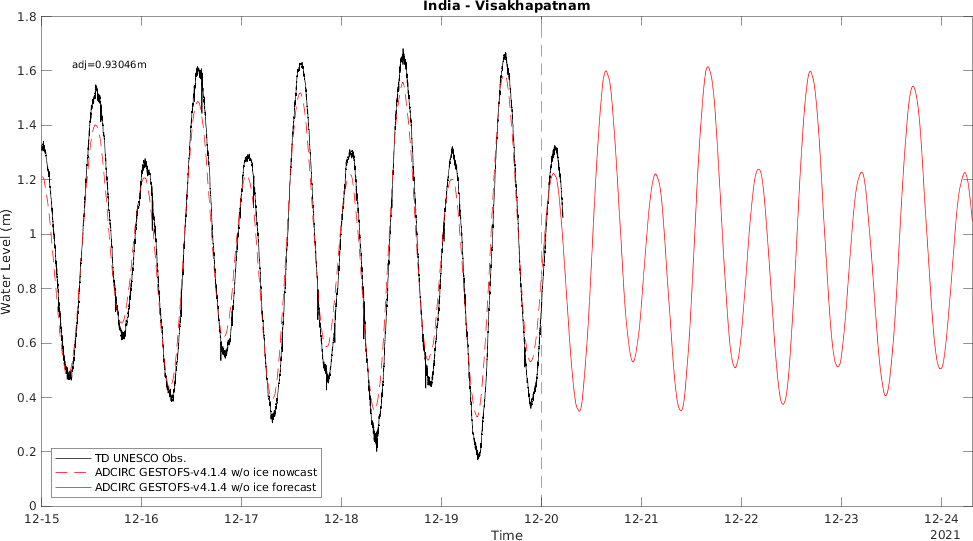 India - Visakhapatnam
1.8
1.6
1.4
1.2
1
0.8
0.6
0.4
0.2
0
Water Level (m)
adj=0.93046m
TD UNESCO Obs.
ADCIRC GESTOFS-v4.1.4 w/o ice nowcast
ADCIRC GESTOFS-v4.1.4 w/o ice forecast
12-15 12-16 12-17 12-18 12-19 12-20 12-21 12-22 12-23 12-24
2021
Time